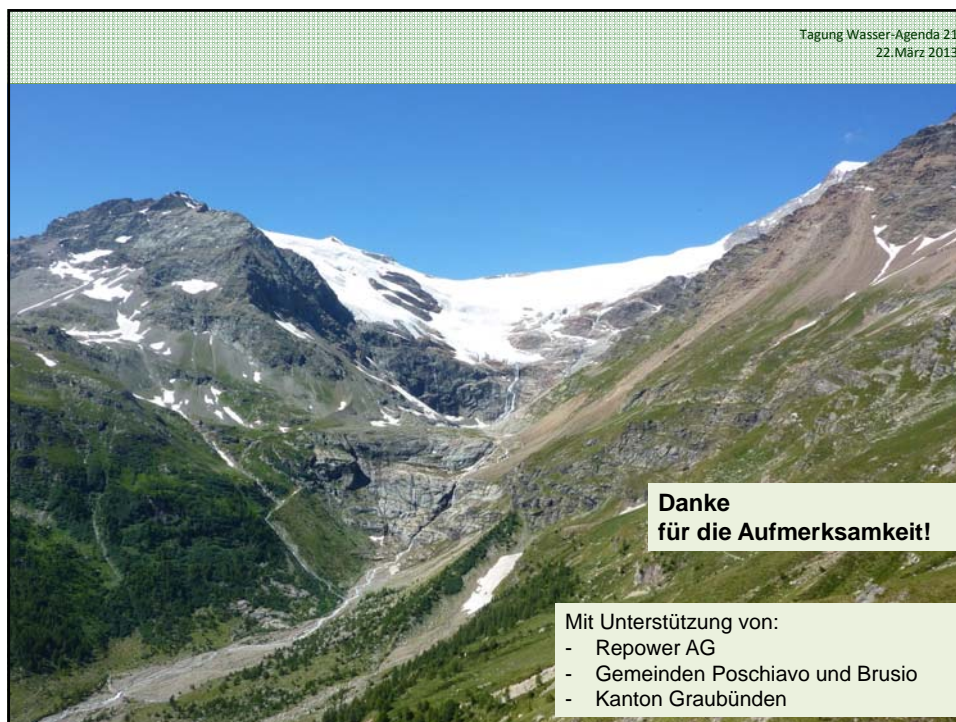 Tagung Wasser-Agenda 21
22.März 2013
Danke
für die Aufmerksamkeit!
Mit Unterstützung von:
- Repower AG
- Gemeinden Poschiavo und Brusio
- Kanton Graubünden